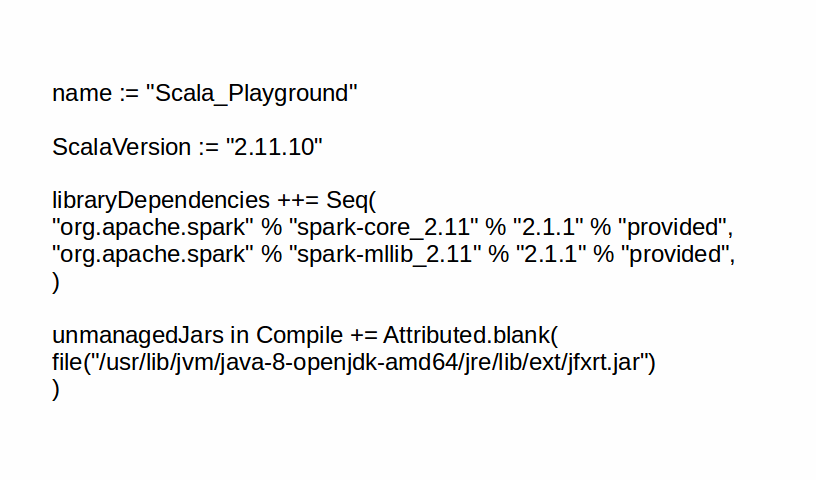 name := "Scala_Playground"
ScalaVersion := "2.11.10"
libraryDependencies ++= Seq(
"org.apache.spark" % "spark-core_2.11" % "2.1.1" % "provided",
"org.apache.spark" % "spark-mllib_2.11" % "2.1.1" % "provided",
)
unmanagedJars in Compile += Attributed.blank(
file("/usr/lib/jvm/java-8-openjdk-amd64/jre/lib/ext/jfxrt.jar")
)